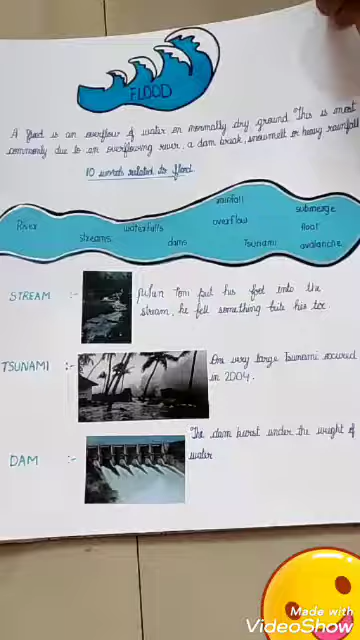 FLOOD
A flood is an overflow of water on normally dry ground. This is most
commonly due to an overflowing river, a dam break, snowmelt or heavy rainfall
10 words related to flood.
River streams waterfalls dams rainfall overflow Tsunami submerge float avalanche
STREAM :- When Tom put his foot into the
stream, he felt something bite his toe.
TSUNAMI :- One very large Tsunami occured
in 2004.
DAM :- The dam burst under the weight of
water
Made with
VideoShow